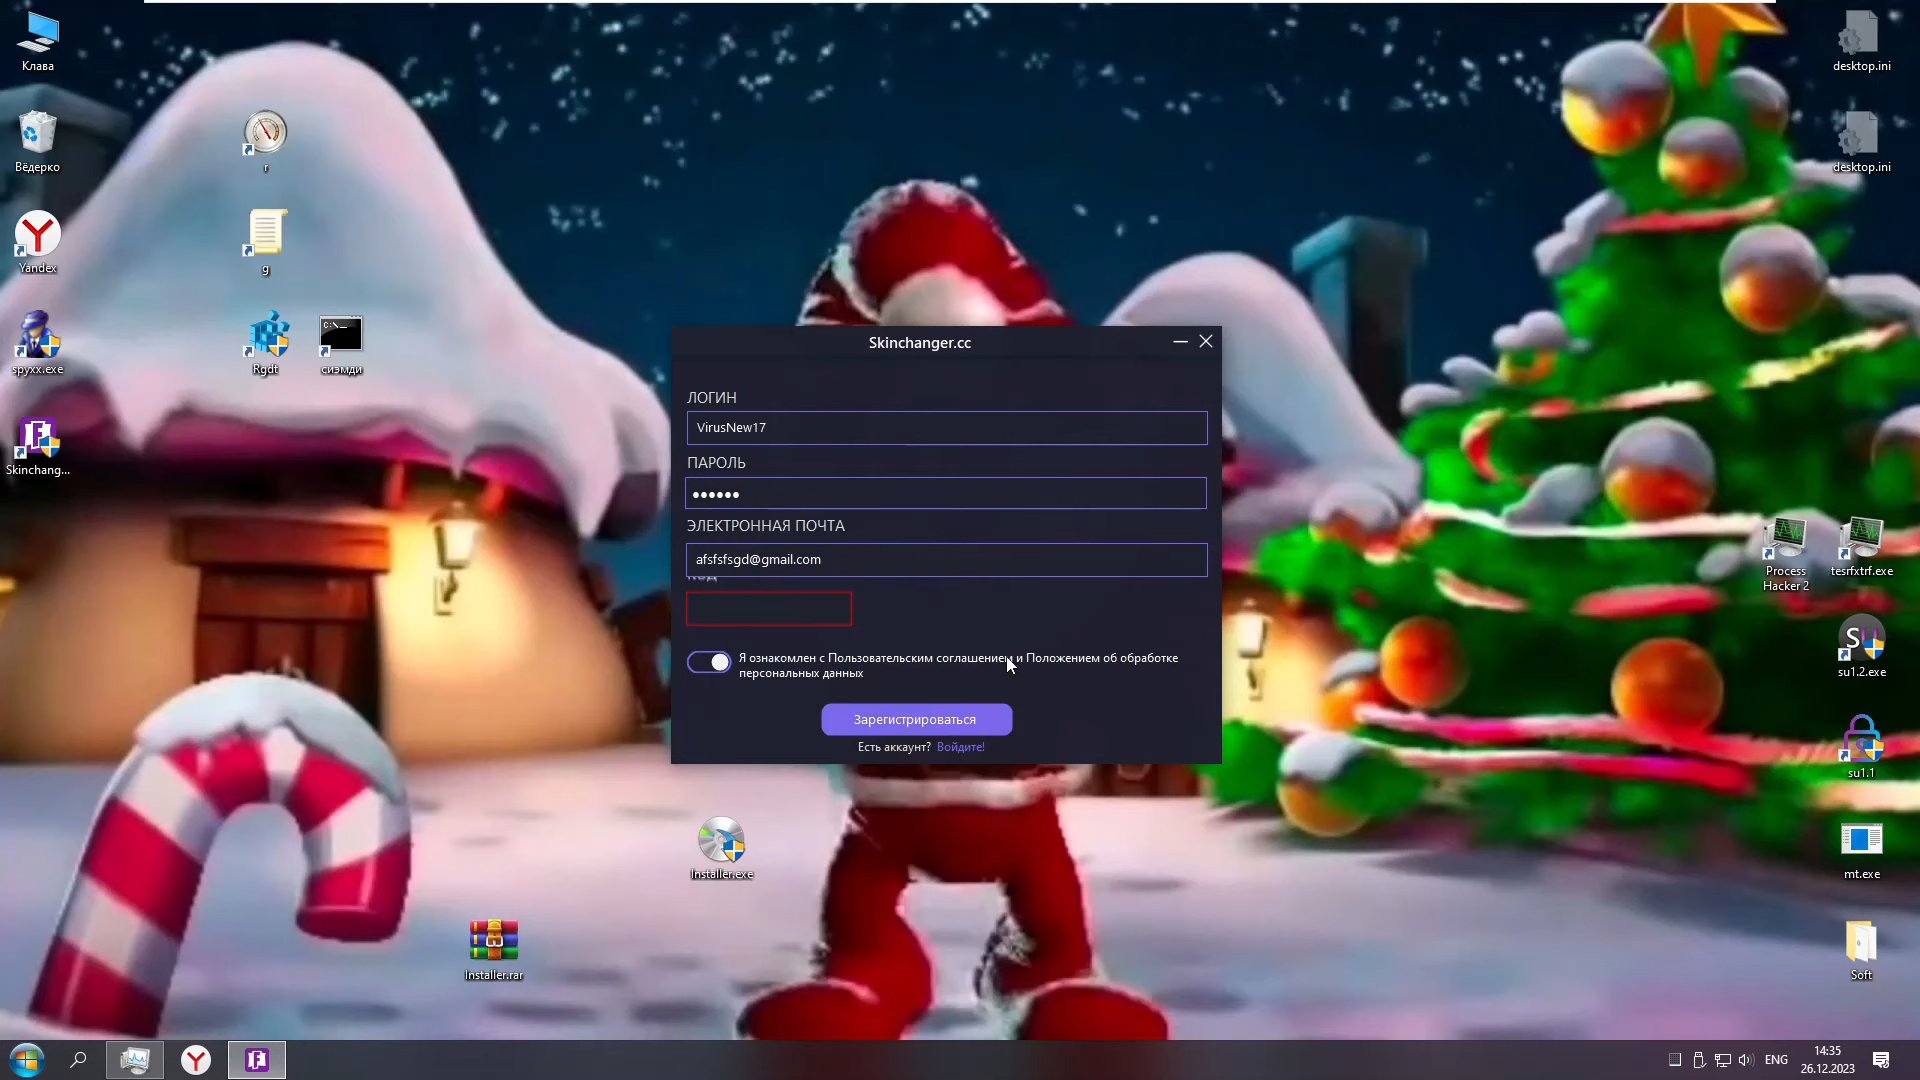 Клава
Вёдерко
Yandex
spyxx.exe
Skinchang...
r
g
Rgdt
C:\_
сиэмди
Skinchanger.cc
ЛОГИН
VirusNew17
ПАРОЛЬ
••••••
ЭЛЕКТРОННАЯ ПОЧТА
afsfsfsgd@gmail.com
Я ознакомлен с Пользовательским соглашением и Положением об обработке
персональных данных
Зарегистрироваться
Есть аккаунт? Войдите!
Installer.exe
Installer.rar
desktop.ini
desktop.ini
Process
Hacker 2
tesrfxtrf.exe
su1.2.exe
su1.1
mt.exe
Soft
ENG
14:35
26.12.2023